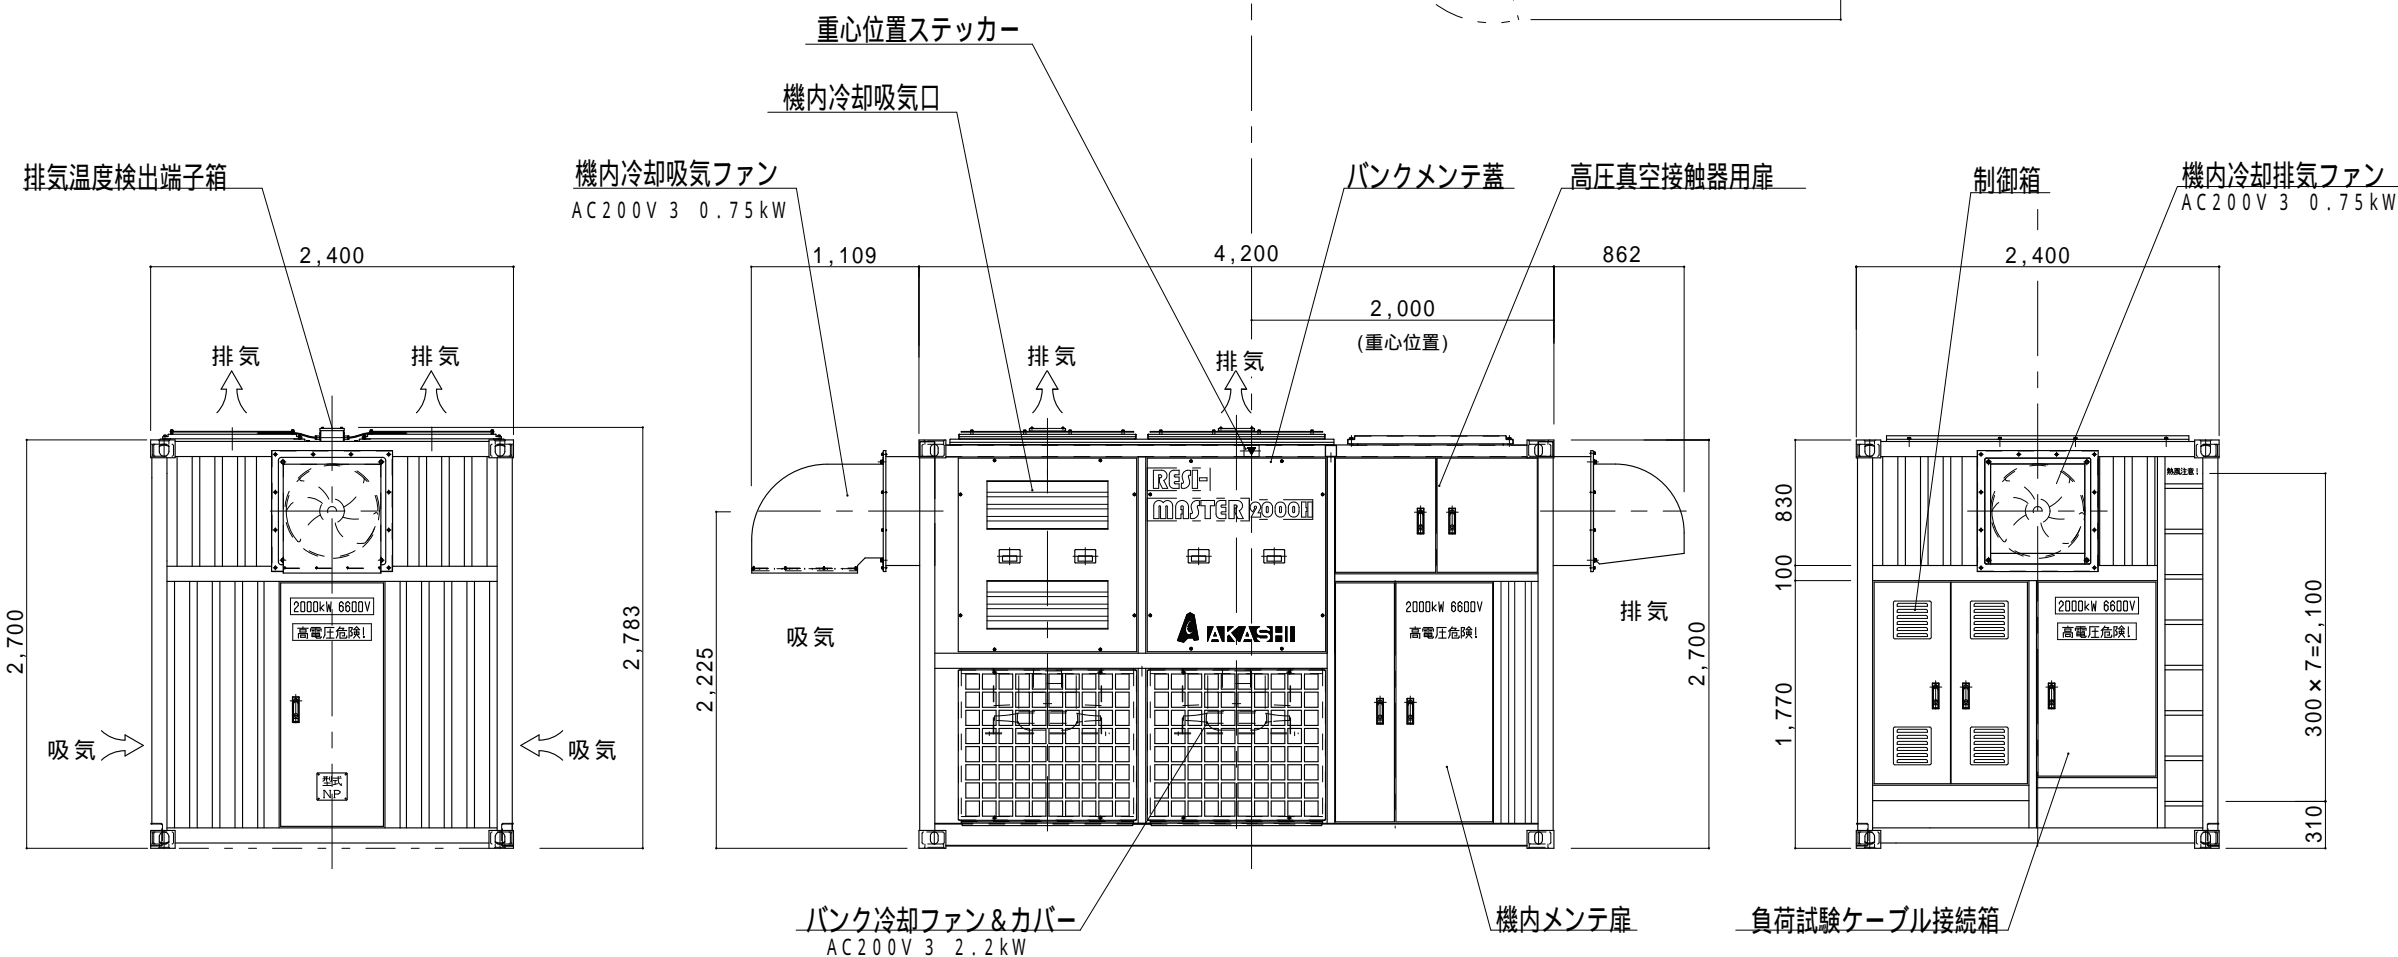 重心位置ステッカー
機内冷却吸気口
排気温度検出端子箱
機内冷却吸気ファン
AC200V 3 0.75kW
バンクメンテ蓋
高圧真空接触器用扉
制御箱
機内冷却排気ファン
AC200V 3 0.75kW
2,400
1,109
4,200
862
2,400
2,000
(重心位置)
排気
排気
排気
排気
2,700
2,783
2000kW 6600V
高電圧危険!
型式
NP
吸気
吸気
吸気
2,225
RESI-
MASTER 2000H
AKASHI
2000kW 6600V
高電圧危険!
排気
2,700
830
100
1,770
熱風注意!
2000kW 6600V
高電圧危険!
300×7=2,100
310
バンク冷却ファン&カバー
AC200V 3 2.2kW
機内メンテ扉
負荷試験ケーブル接続箱